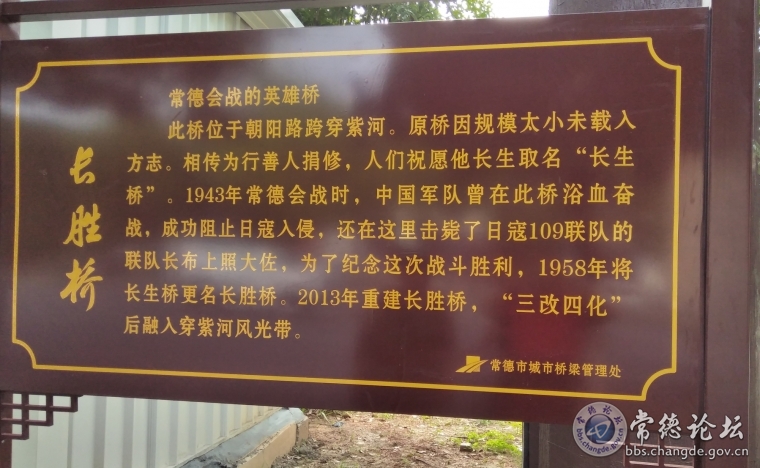 长胜桥
常德会战的英雄桥
此桥位于朝阳路跨穿紫河。原桥因规模太小未载入
方志。相传为行善人捐修，人们祝愿他长生取名“长生
桥”。1943年常德会战时，中国军队曾在此桥浴血奋
战，成功阻止日寇入侵，还在这里击毙了日寇109联队的
联队长布上照大佐，为了纪念这次战斗胜利，1958年将
长生桥更名长胜桥。2013年重建长胜桥，“三改四化”
后融入穿紫河风光带。
常德市城市桥梁管理处
常德论坛
bbs.changde.gov.cn